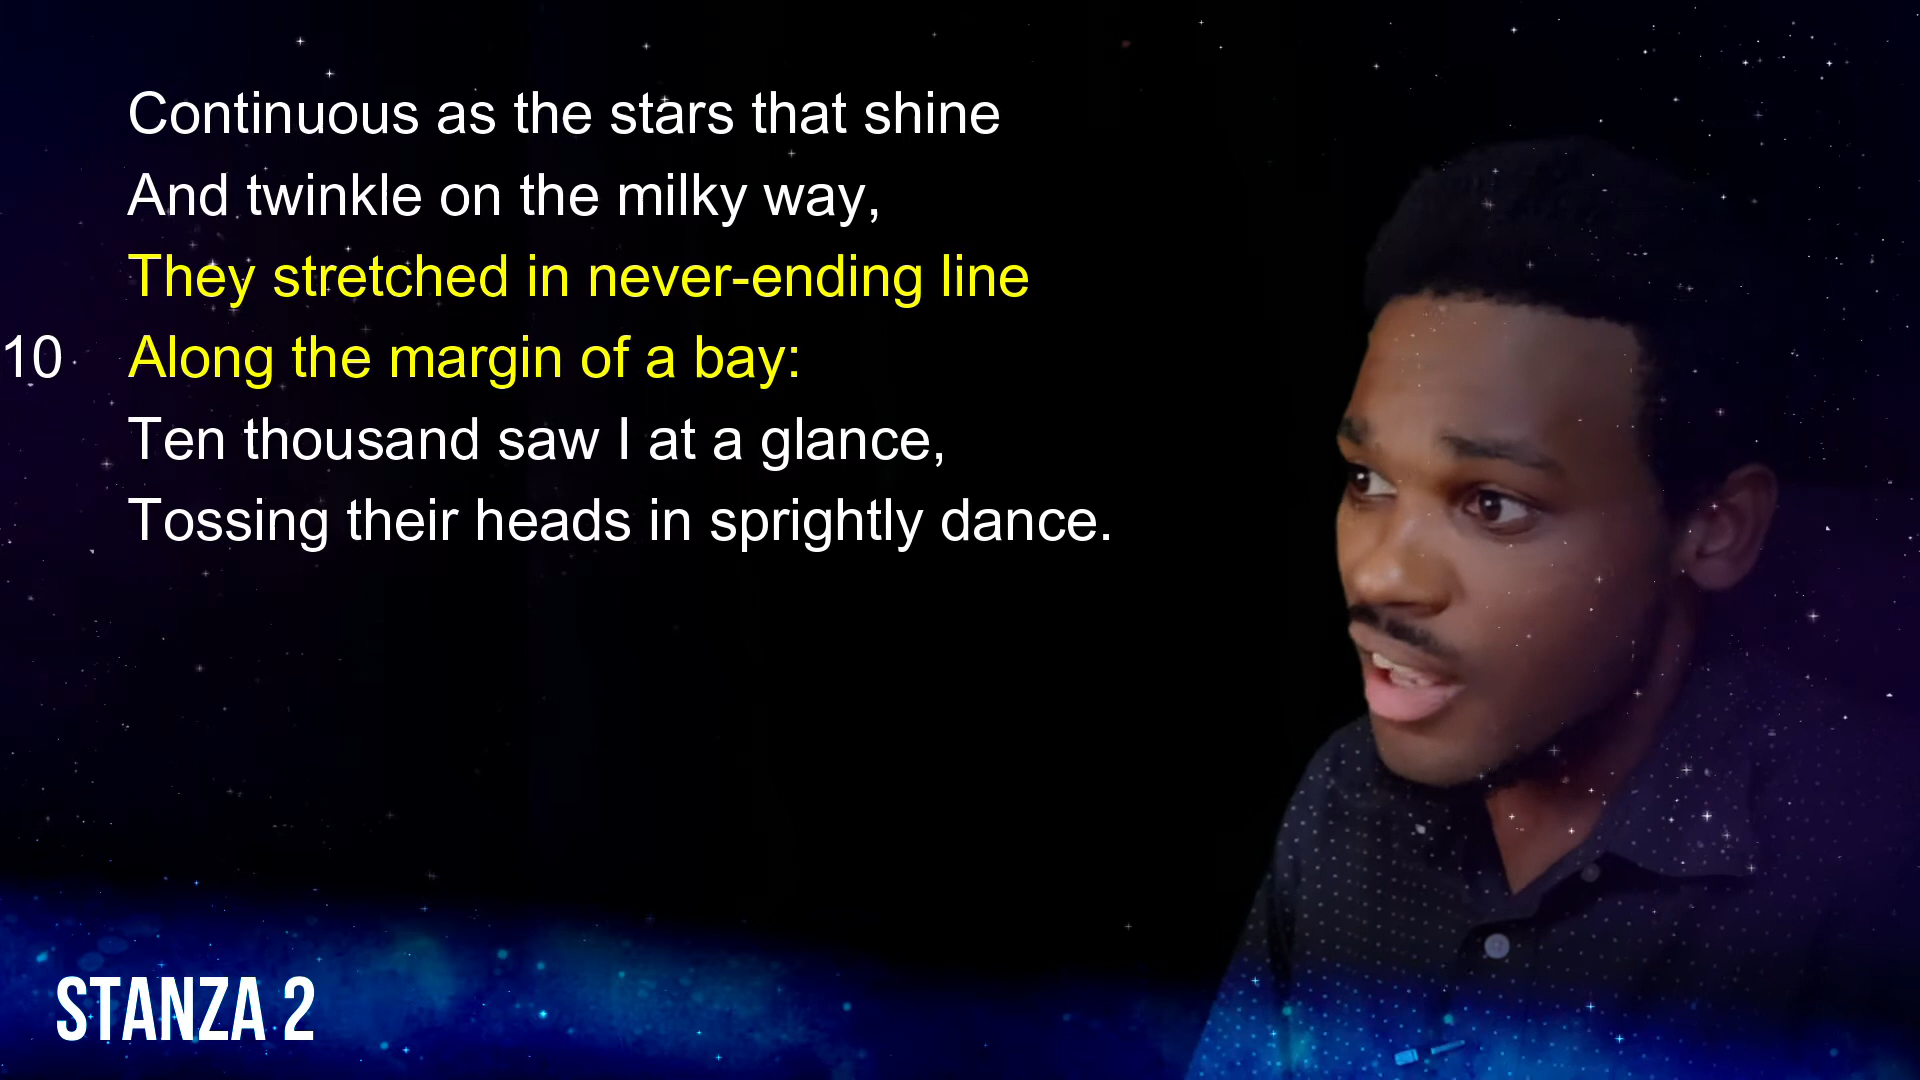 Continuous as the stars that shine
And twinkle on the milky way,
They stretched in never-ending line
10 Along the margin of a bay:
Ten thousand saw I at a glance,
Tossing their heads in sprightly dance.
STANZA 2